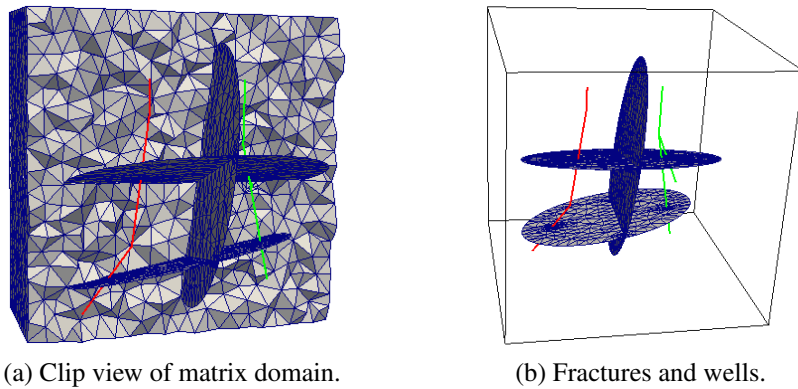 (a) Clip view of matrix domain.
(b) Fractures and wells.